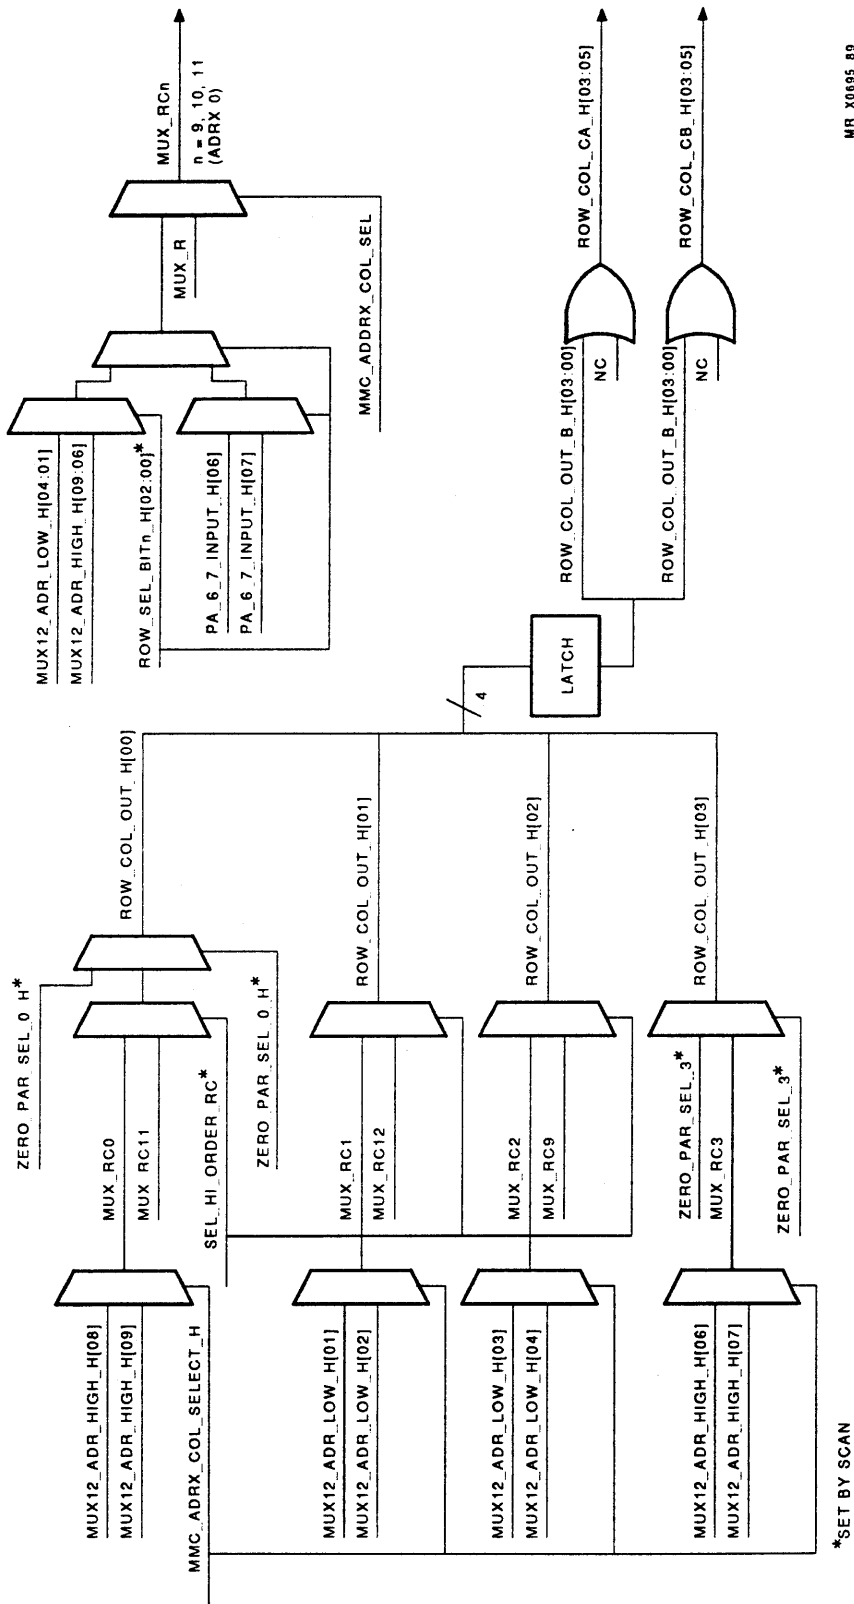 MUX12_ADR_HIGH_H[08]
MUX12_ADR_HIGH_H[09]
MMC_ADRX_COL_SELECT_H
MUX12_ADR_LOW_H[01]
MUX12_ADR_LOW_H[02]
MUX12_ADR_LOW_H[03]
MUX12_ADR_LOW_H[04]
MUX12_ADR_HIGH_H[06]
MUX12_ADR_HIGH_H[07]
*SET BY SCAN
ZERO_PAR_SEL_0_H*
MUX_RC0
MUX_RC11
SEL_HI_ORDER_RC*
ZERO_PAR_SEL_0_H*
MUX_RC1
MUX_RC12
MUX_RC2
MUX_RC9
ZERO_PAR_SEL_3*
MUX_RC3
ZERO_PAR_SEL_3*
ROW_COL_OUT_H[00]
ROW_COL_OUT_H[01]
ROW_COL_OUT_H[02]
ROW_COL_OUT_H[03]
4
LATCH
MUX12_ADR_LOW_H[04:01]
MUX12_ADR_HIGH_H[09:06]
ROW_SEL_BITn_H[02:00]*
PA_6_7_INPUT_H[06]
PA_6_7_INPUT_H[07]
MUX_R
MMC_ADDRX_COL_SEL
MUX_RCn
n = 9, 10, 11
(ADRX 0)
ROW_COL_OUT_B_H[03:00]
NC
ROW_COL_CA_H[03:05]
ROW_COL_OUT_B_H[03:00]
NC
ROW_COL_CB_H[03:05]
MR_X0695_89